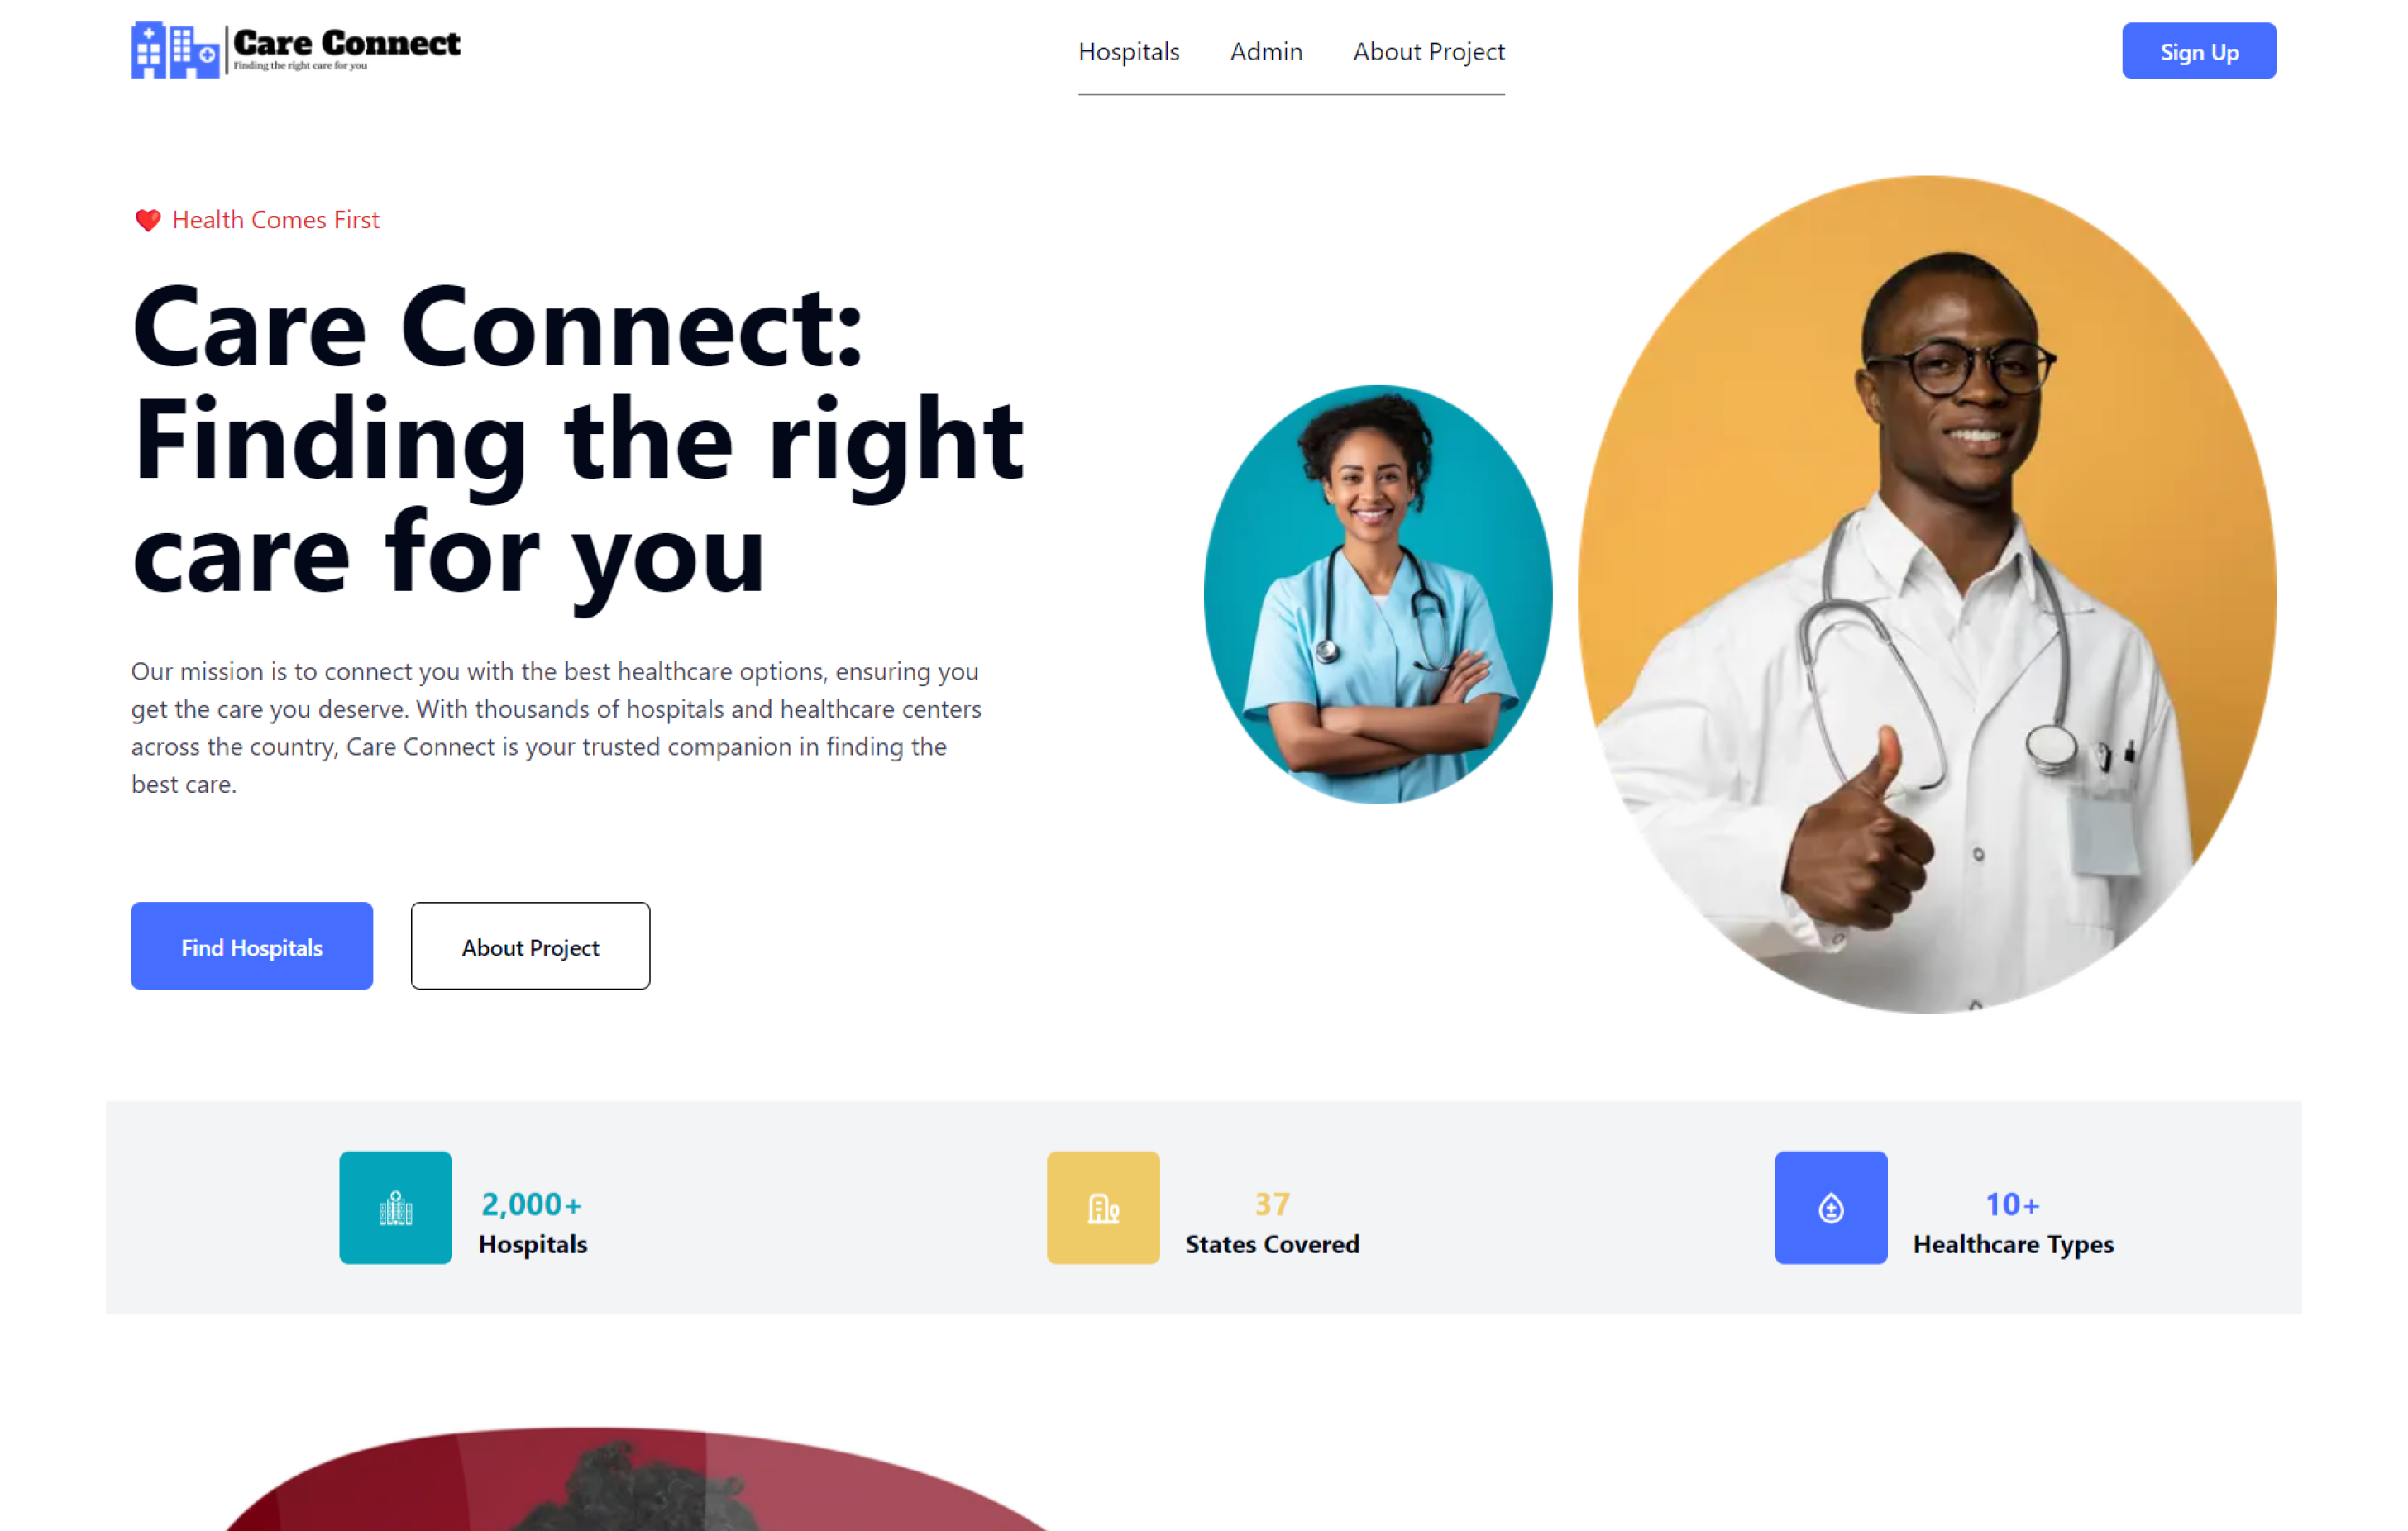 Care Connect
Finding the right care for you
Hospitals Admin About Project
Sign Up
Health Comes First
Care Connect:
Finding the right
care for you
Our mission is to connect you with the best healthcare options, ensuring you
get the care you deserve. With thousands of hospitals and healthcare centers
across the country, Care Connect is your trusted companion in finding the
best care.
Find Hospitals
About Project
2,000+
Hospitals
37
States Covered
10+
Healthcare Types